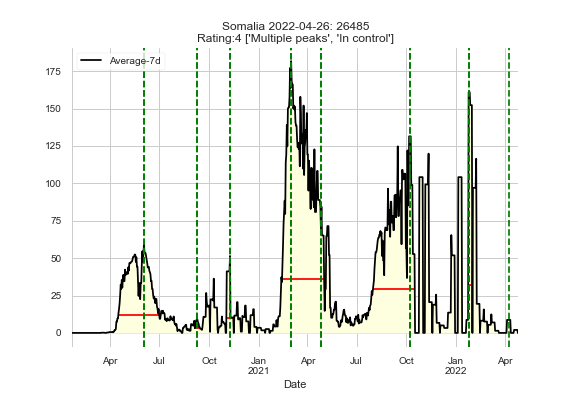 Somalia 2022-04-26: 26485
Rating:4 ['Multiple peaks', 'In control']
Average-7d
175
150
125
100
75
50
25
0
Apr Jul Oct Jan Apr Jul Oct Jan Apr
2021 2022
Date